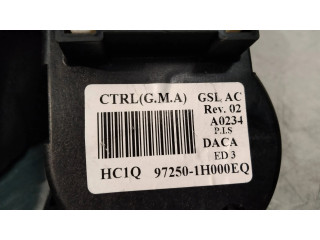 CTRL(G.M.A) GSL AC
Rev. 02
A0234
P.I.S
DACA
ED 3
HC1Q 97250-1H000EQ